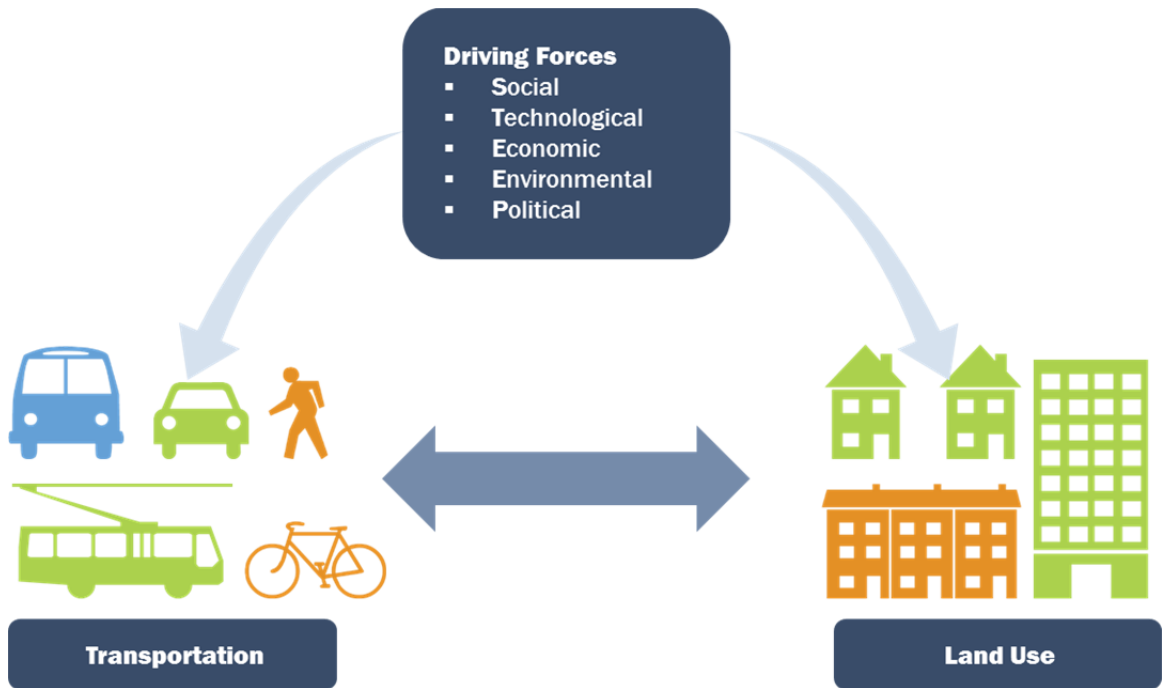 Driving Forces
▪ Social
▪ Technological
▪ Economic
▪ Environmental
▪ Political
Transportation
Land Use